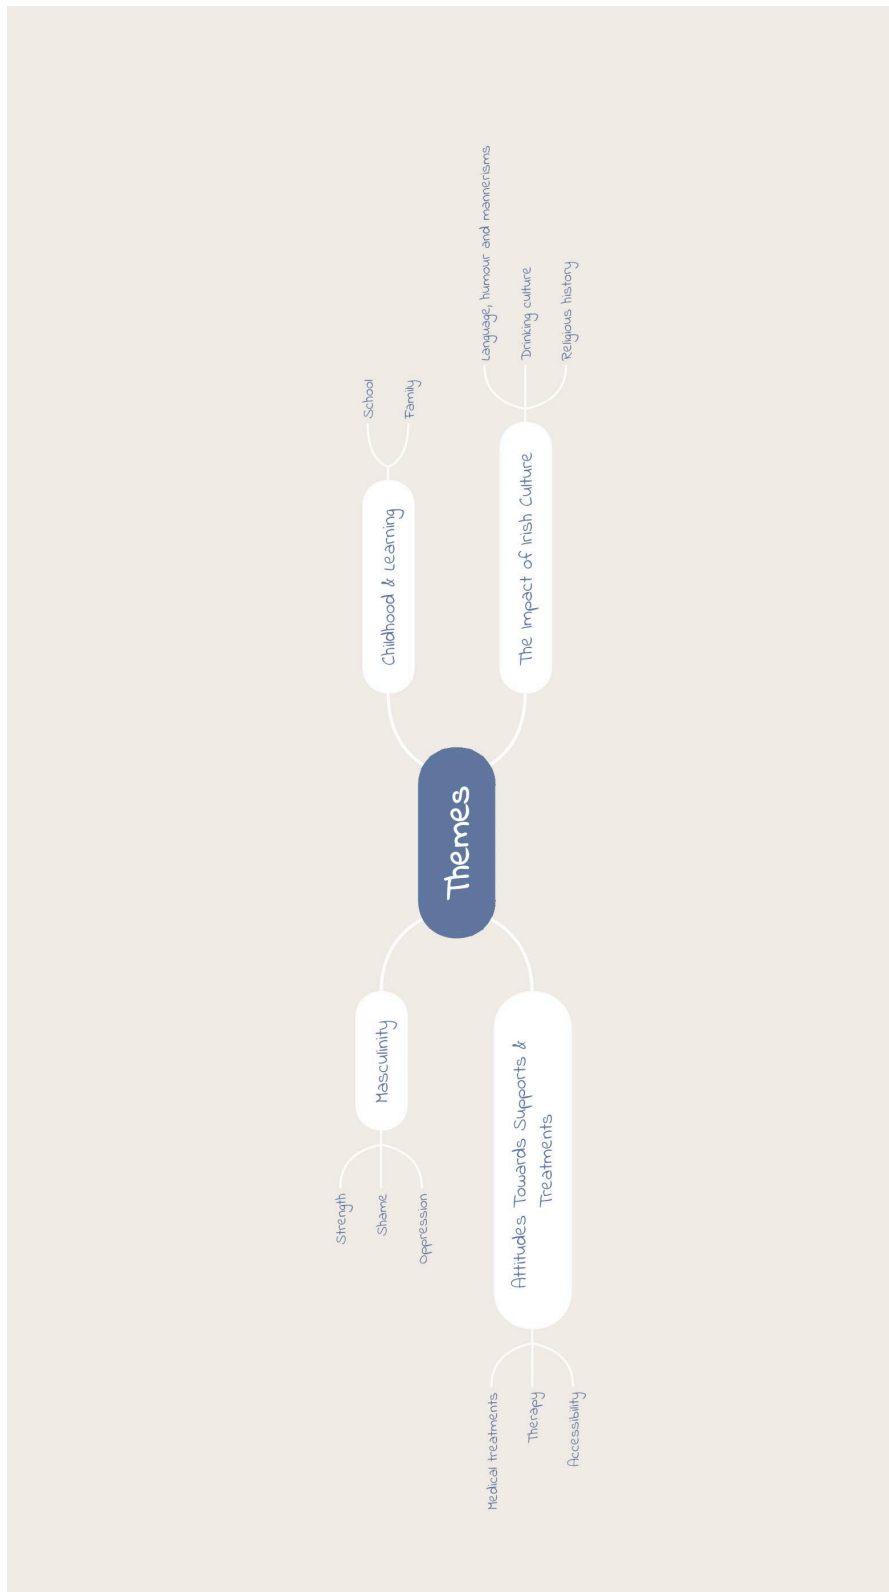 Themes
Masculinity
Strength
Shame
Oppression
Attitudes Towards Supports &
Treatments
Medical treatments
Therapy
Accessibility
Childhood & Learning
School
Family
The Impact of Irish Culture
Language, humour and mannerisms
Drinking culture
Religious history